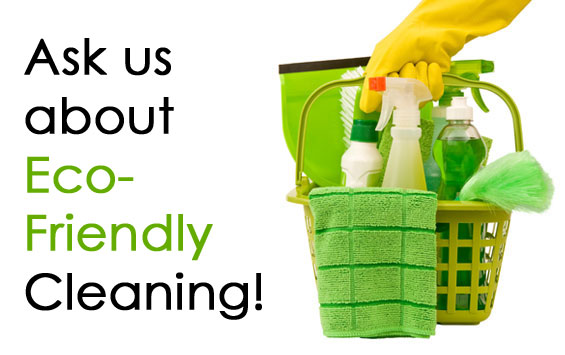 Ask us
about
Eco-
Friendly
Cleaning!